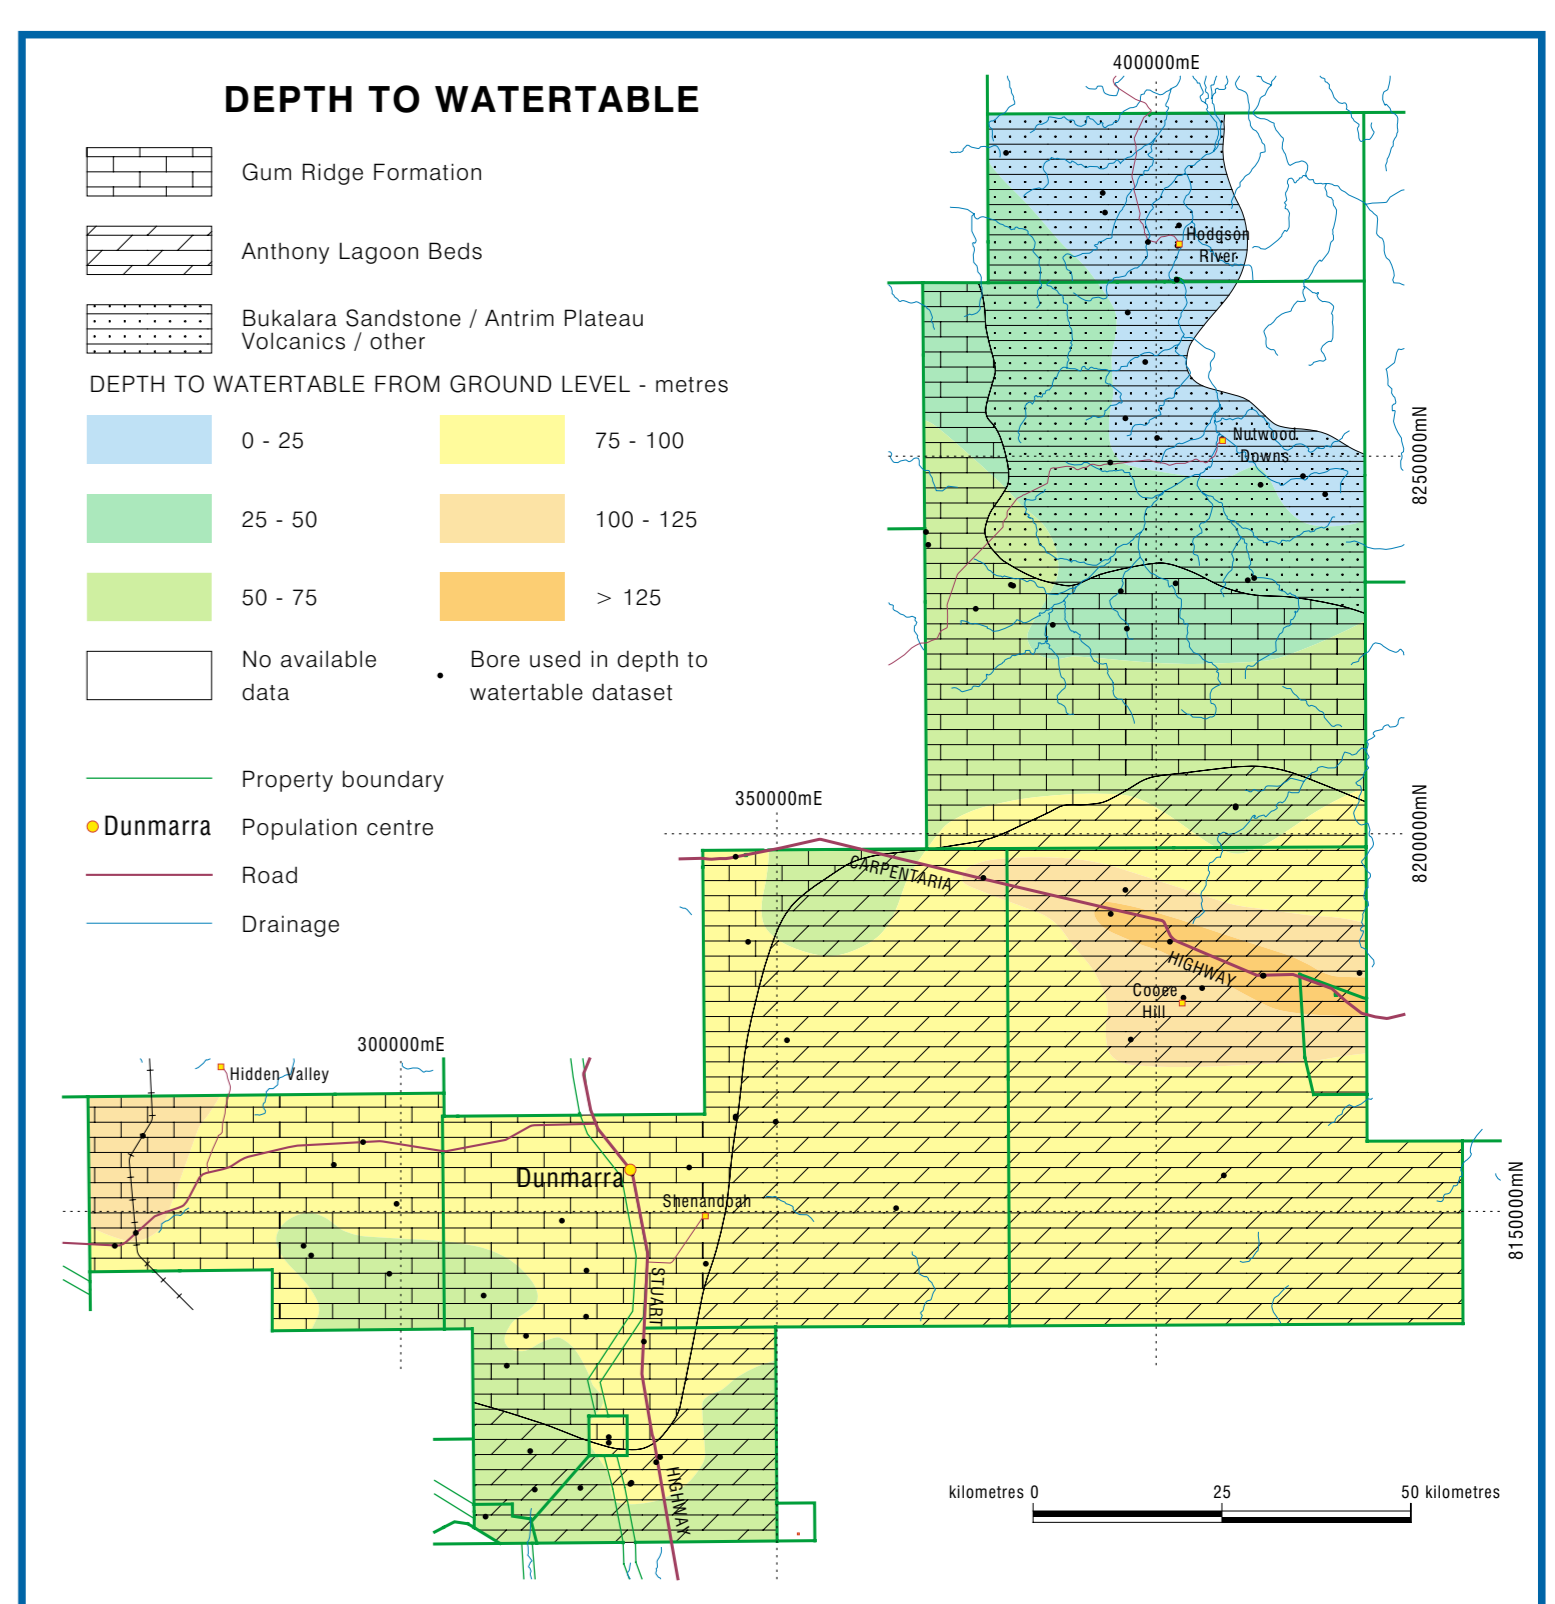 400000mE
DEPTH TO WATERTABLE
Gum Ridge Formation
Anthony Lagoon Beds
Bukalara Sandstone / Antrim Plateau
Volcanics / other
DEPTH TO WATERTABLE FROM GROUND LEVEL - metres
0 - 25
75 - 100
25 - 50
100 - 125
50 - 75
> 125
No available
data
Bore used in depth to
watertable dataset
Property boundary
Dunmarra
Population centre
Road
Drainage
Hodgson
River
Nutwood
Downs
8250000mN
350000mE
8200000mN
CARPENTARIA
HIGHWAY
Cooee
Hill
300000mE
Hidden Valley
Dunmarra
Shenandoah
8150000mN
STUART
HIGHWAY
kilometres 0
25
50 kilometres